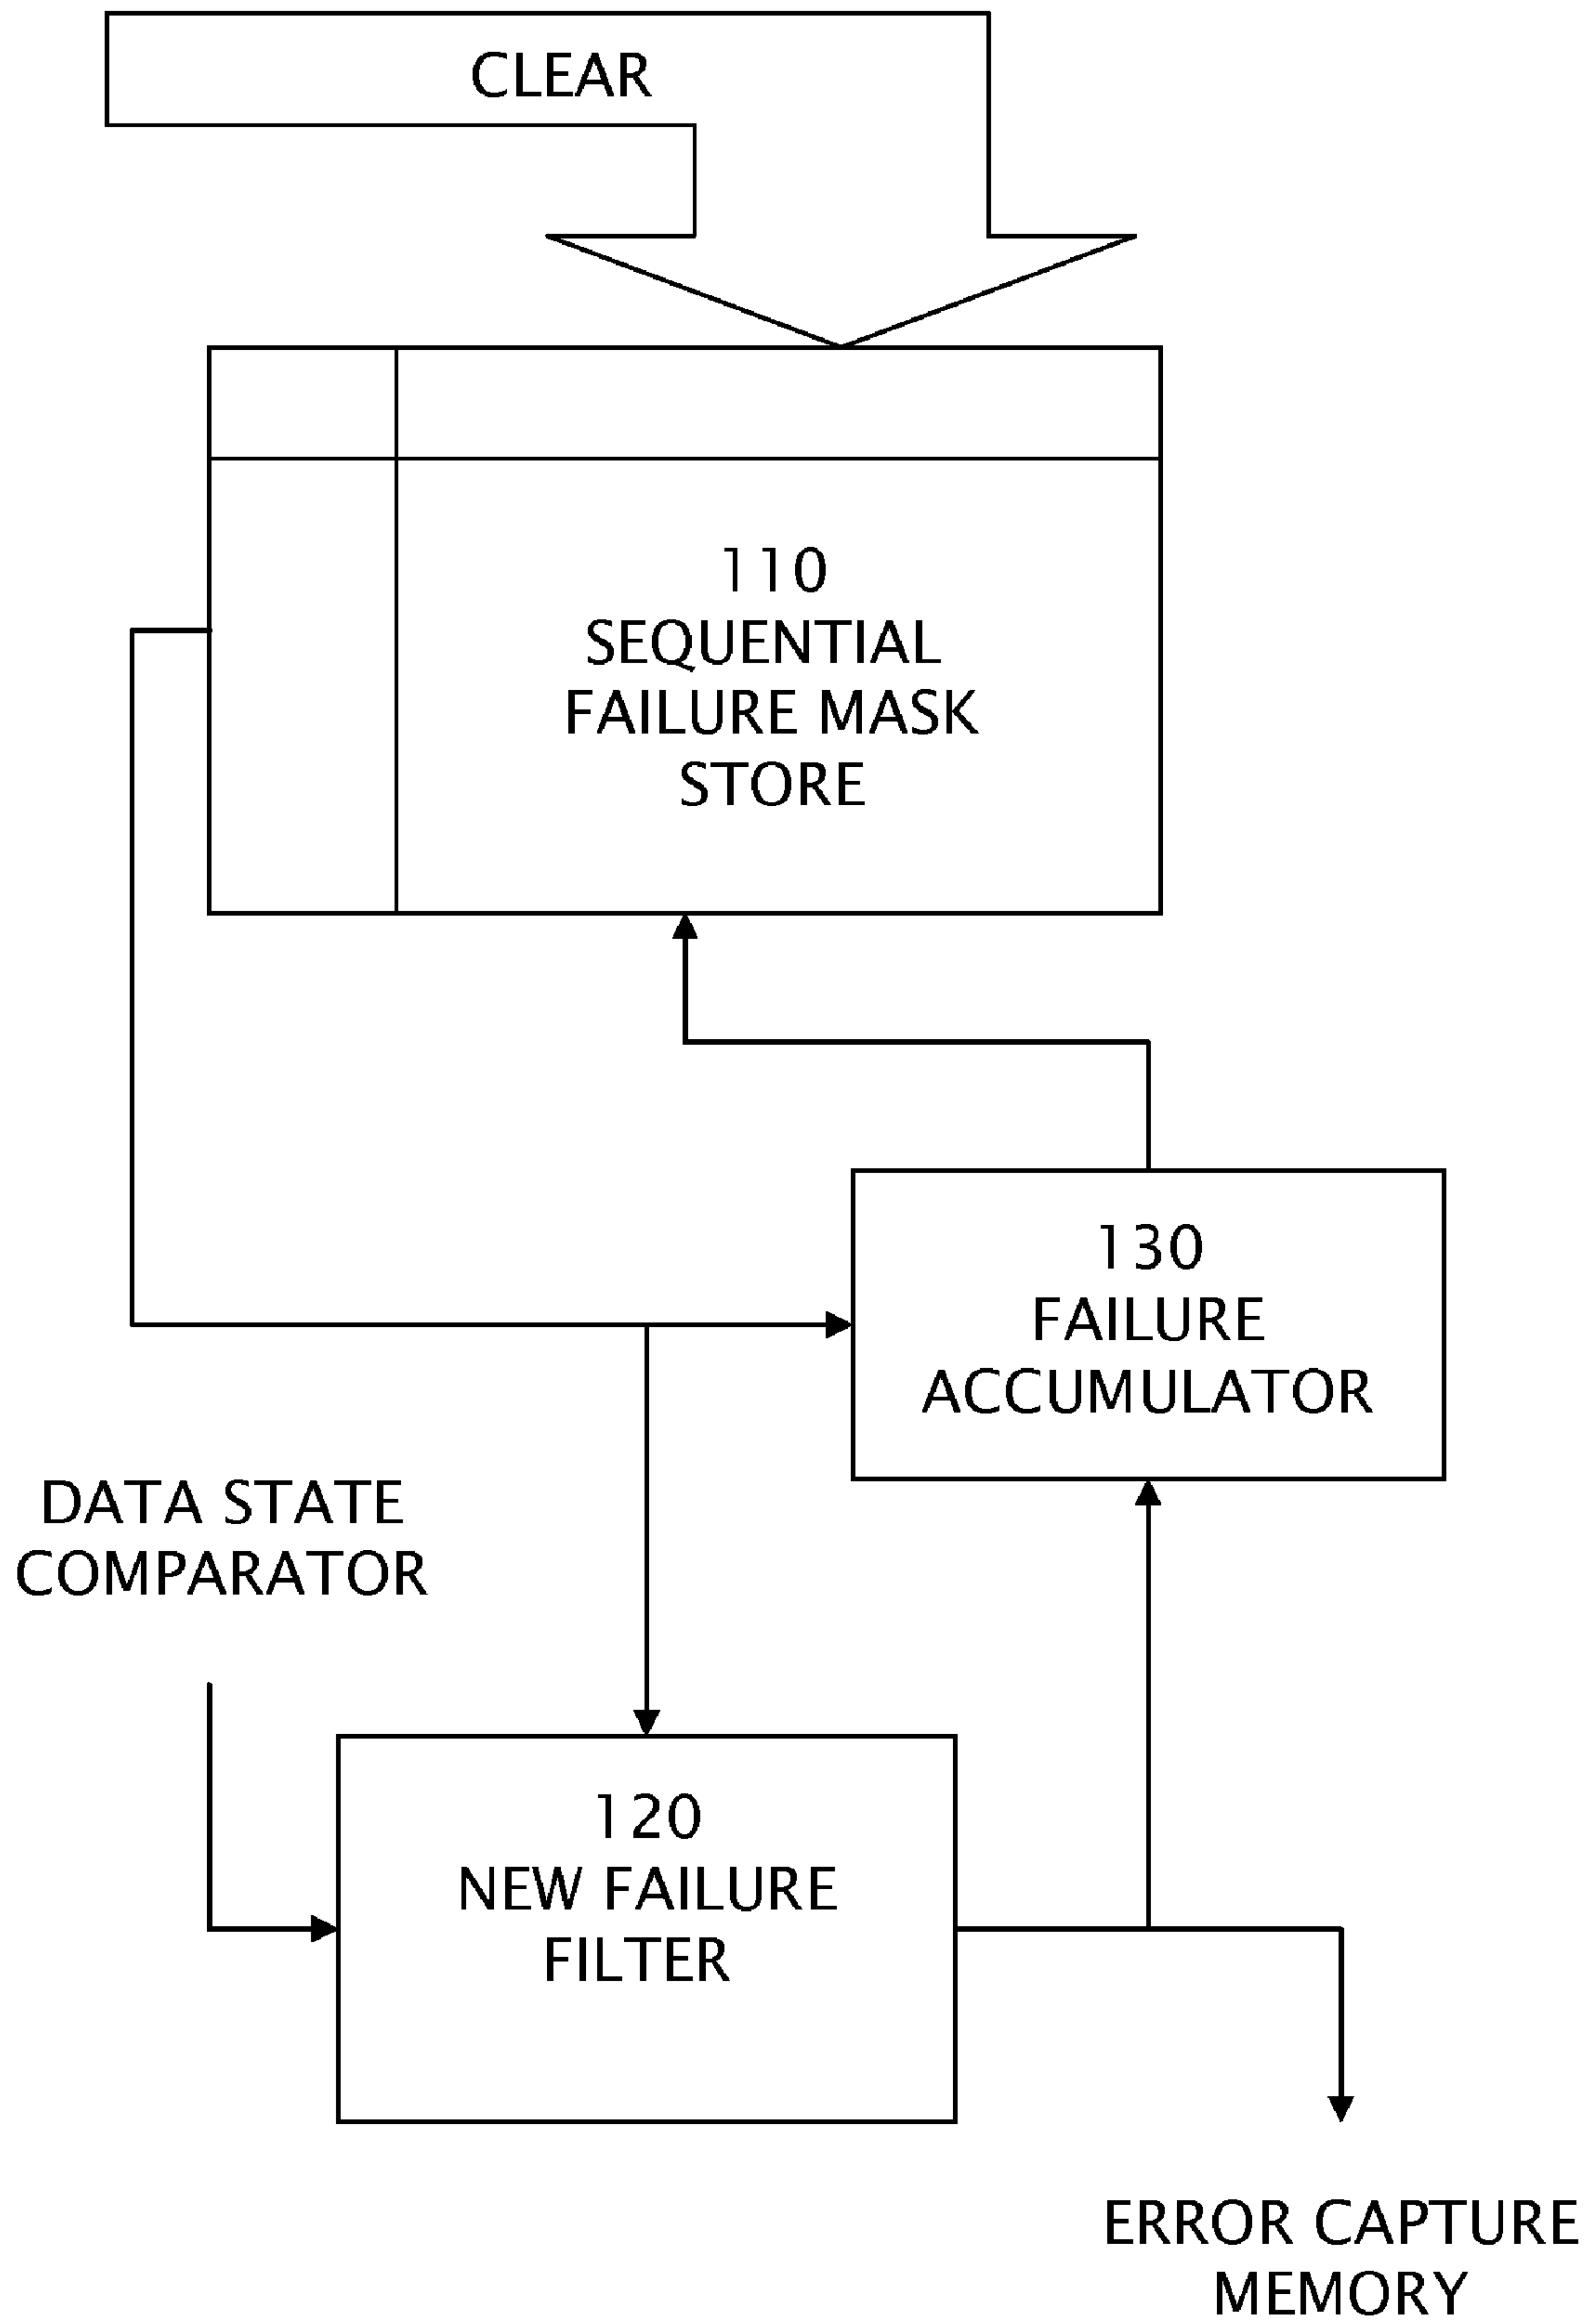 CLEAR
110
SEQUENTIAL
FAILURE MASK
STORE
130
FAILURE
ACCUMULATOR
DATA STATE
COMPARATOR
120
NEW FAILURE
FILTER
ERROR CAPTURE
MEMORY